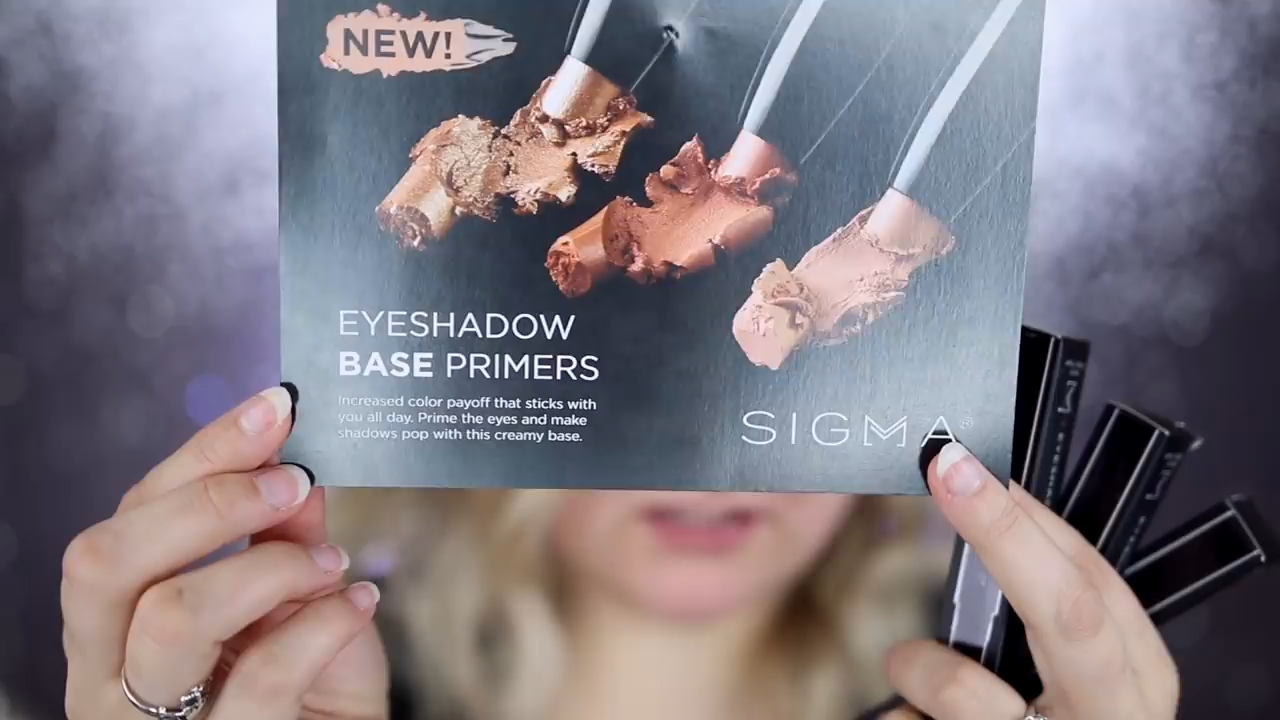 NEW!
EYESHADOW
BASE PRIMERS
Increased color payoff that sticks with
you all day. Prime the eyes and make
shadows pop with this creamy base.
SIGMA®